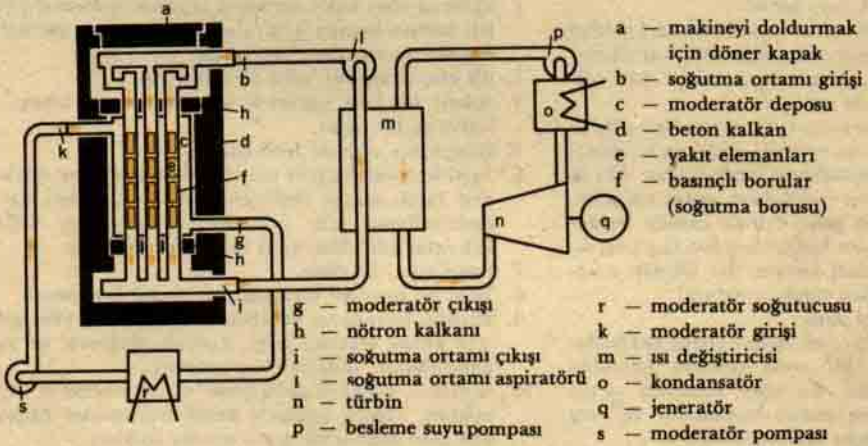 a
l
p
b
m
o
h
d
c
k
e
f
n
q
g
h
i
r
s
a — makineyi doldurmak
için döner kapak
b — soğutma ortamı girişi
c — moderatör deposu
d — beton kalkan
e — yakıt elemanları
f — basınçlı borular
(soğutma borusu)
g — moderatör çıkışı
h — nötron kalkanı
i — soğutma ortamı çıkışı
l — soğutma ortamı aspiratörü
n — türbin
p — besleme suyu pompası
r — moderatör soğutucusu
k — moderatör girişi
m — ısı değiştiricisi
o — kondansatör
q — jeneratör
s — moderatör pompası